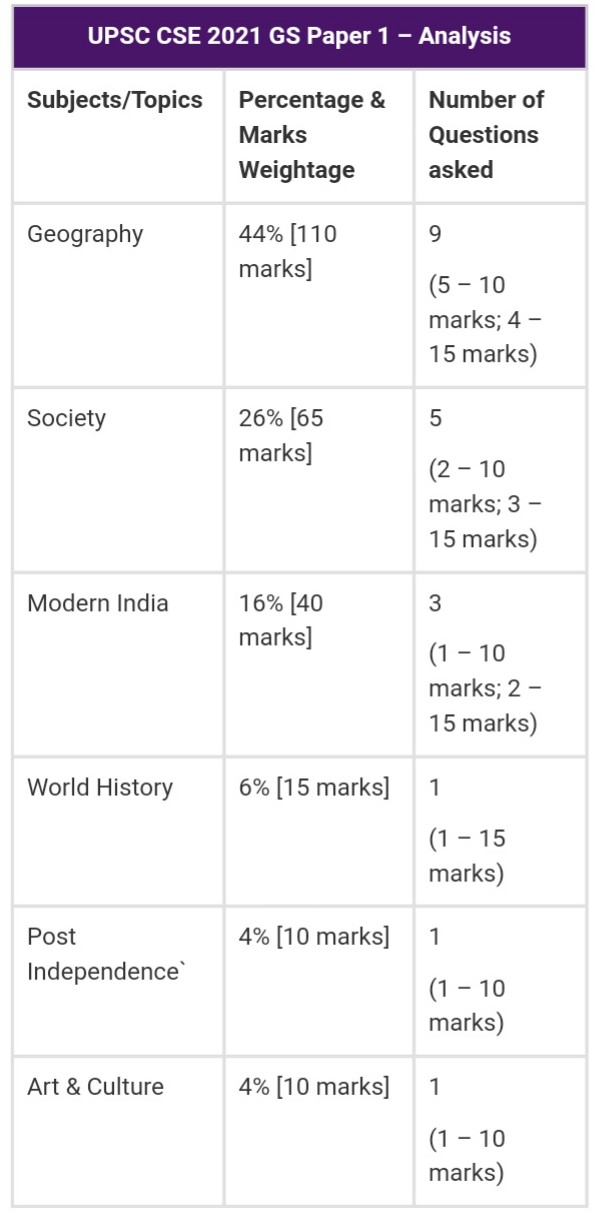 UPSC CSE 2021 GS Paper 1 – Analysis
Subjects/Topics
Percentage &
Marks
Weightage
Number of
Questions
asked
Geography
44% [110
marks]
9
(5 – 10
marks; 4 –
15 marks)
Society
26% [65
marks]
5
(2 – 10
marks; 3 –
15 marks)
Modern India
16% [40
marks]
3
(1 – 10
marks; 2 –
15 marks)
World History
6% [15 marks]
1
(1 – 15
marks)
Post
Independence`
4% [10 marks]
1
(1 – 10
marks)
Art & Culture
4% [10 marks]
1
(1 – 10
marks)